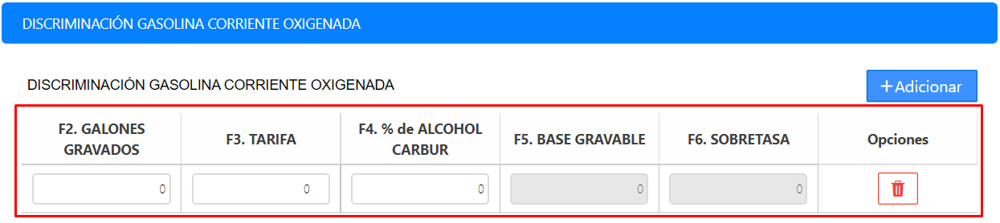 DISCRIMINACIÓN GASOLINA CORRIENTE OXIGENADA
DISCRIMINACIÓN GASOLINA CORRIENTE OXIGENADA
+Adicionar
F2. GALONES GRAVADOS
F3. TARIFA
F4. % de ALCOHOL CARBUR
F5. BASE GRAVABLE
F6. SOBRETASA
Opciones
0
0
0
0
0